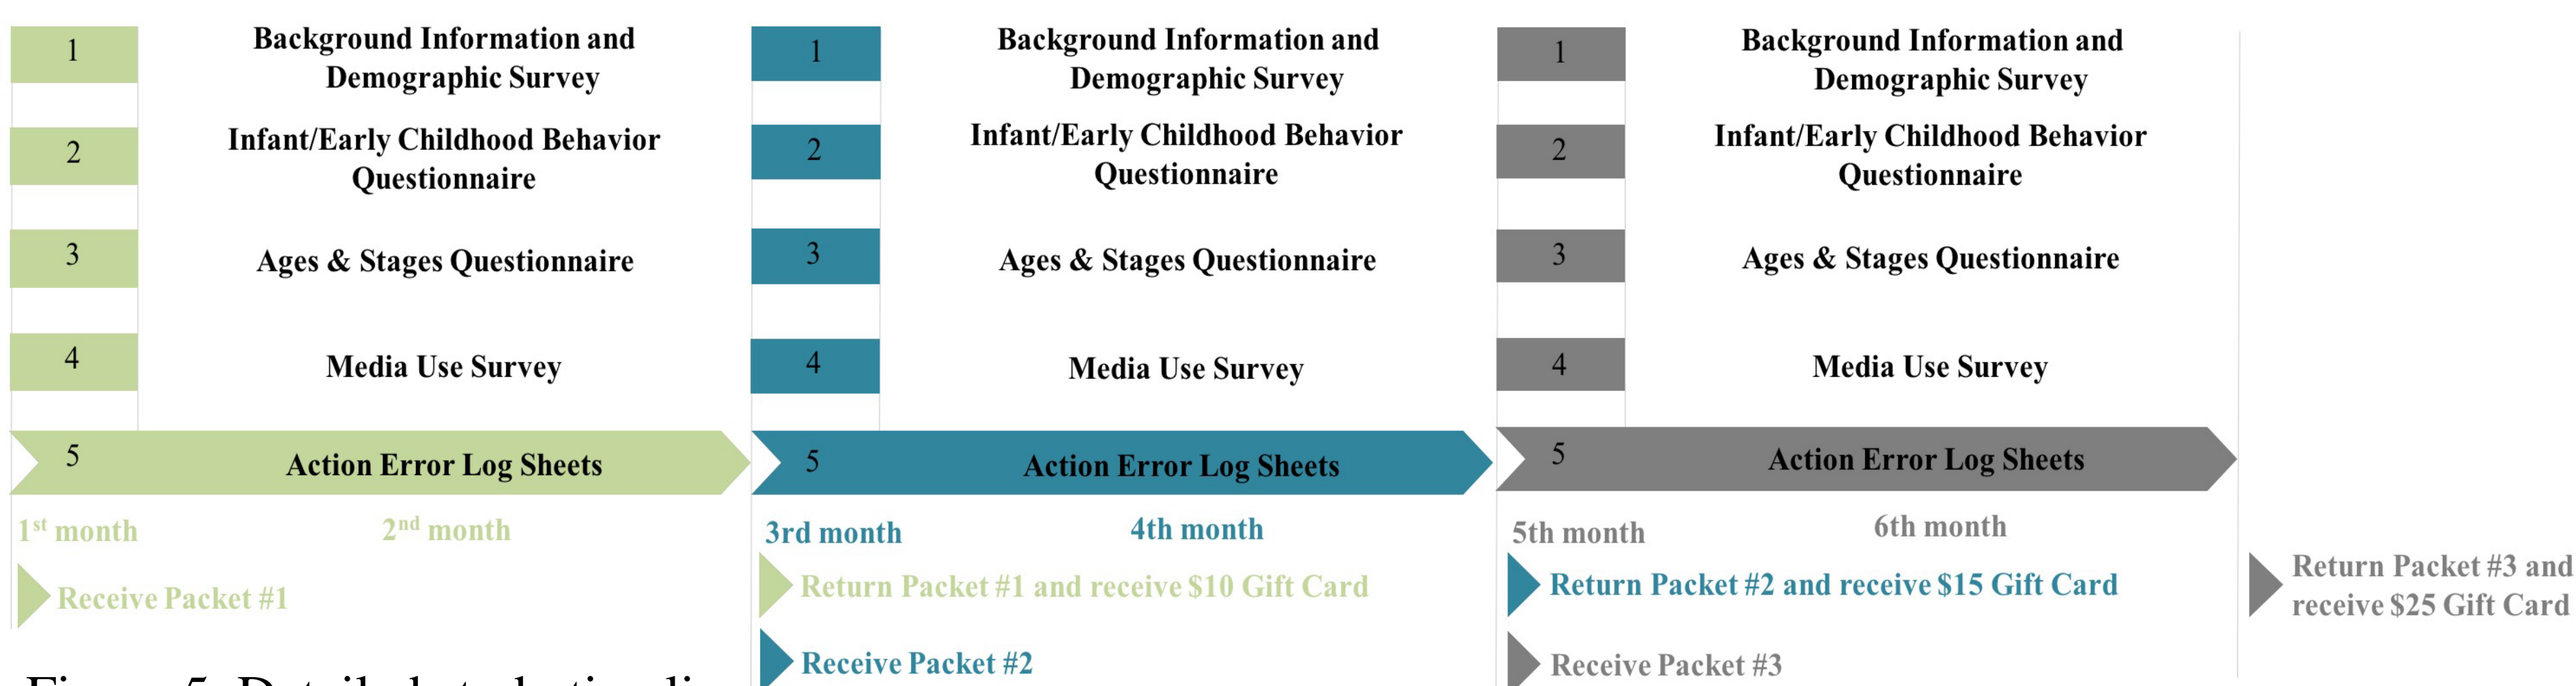 1
Background Information and
Demographic Survey
2
Infant/Early Childhood Behavior
Questionnaire
3
Ages & Stages Questionnaire
4
Media Use Survey
5
Action Error Log Sheets
1st month
2nd month
Receive Packet #1
1
Background Information and
Demographic Survey
2
Infant/Early Childhood Behavior
Questionnaire
3
Ages & Stages Questionnaire
4
Media Use Survey
5
Action Error Log Sheets
3rd month
4th month
Return Packet #1 and receive $10 Gift Card
Receive Packet #2
1
Background Information and
Demographic Survey
2
Infant/Early Childhood Behavior
Questionnaire
3
Ages & Stages Questionnaire
4
Media Use Survey
5
Action Error Log Sheets
5th month
6th month
Return Packet #2 and receive $15 Gift Card
Receive Packet #3
Return Packet #3 and
receive $25 Gift Card